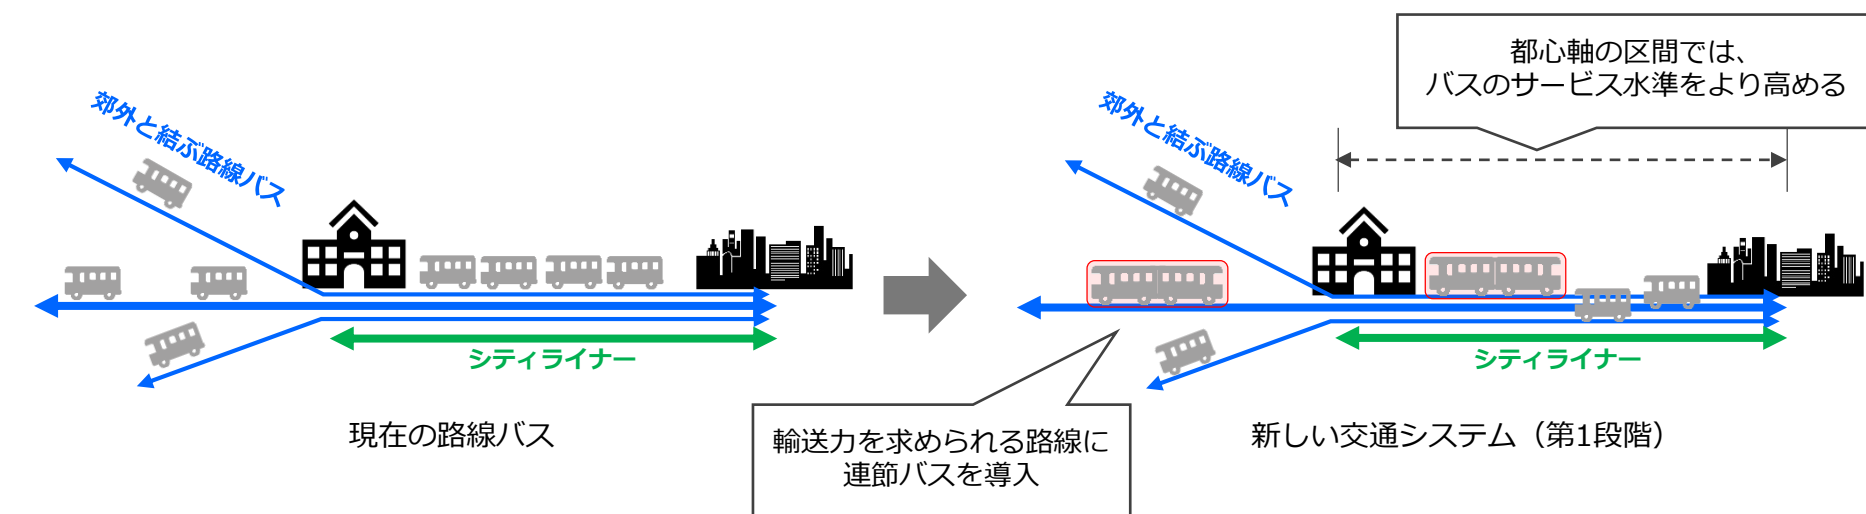 郊外と結ぶ路線バス
シティライナー
現在の路線バス
輸送力を求められる路線に
連節バスを導入
都心軸の区間では、
バスのサービス水準をより高める
郊外と結ぶ路線バス
シティライナー
新しい交通システム（第1段階）